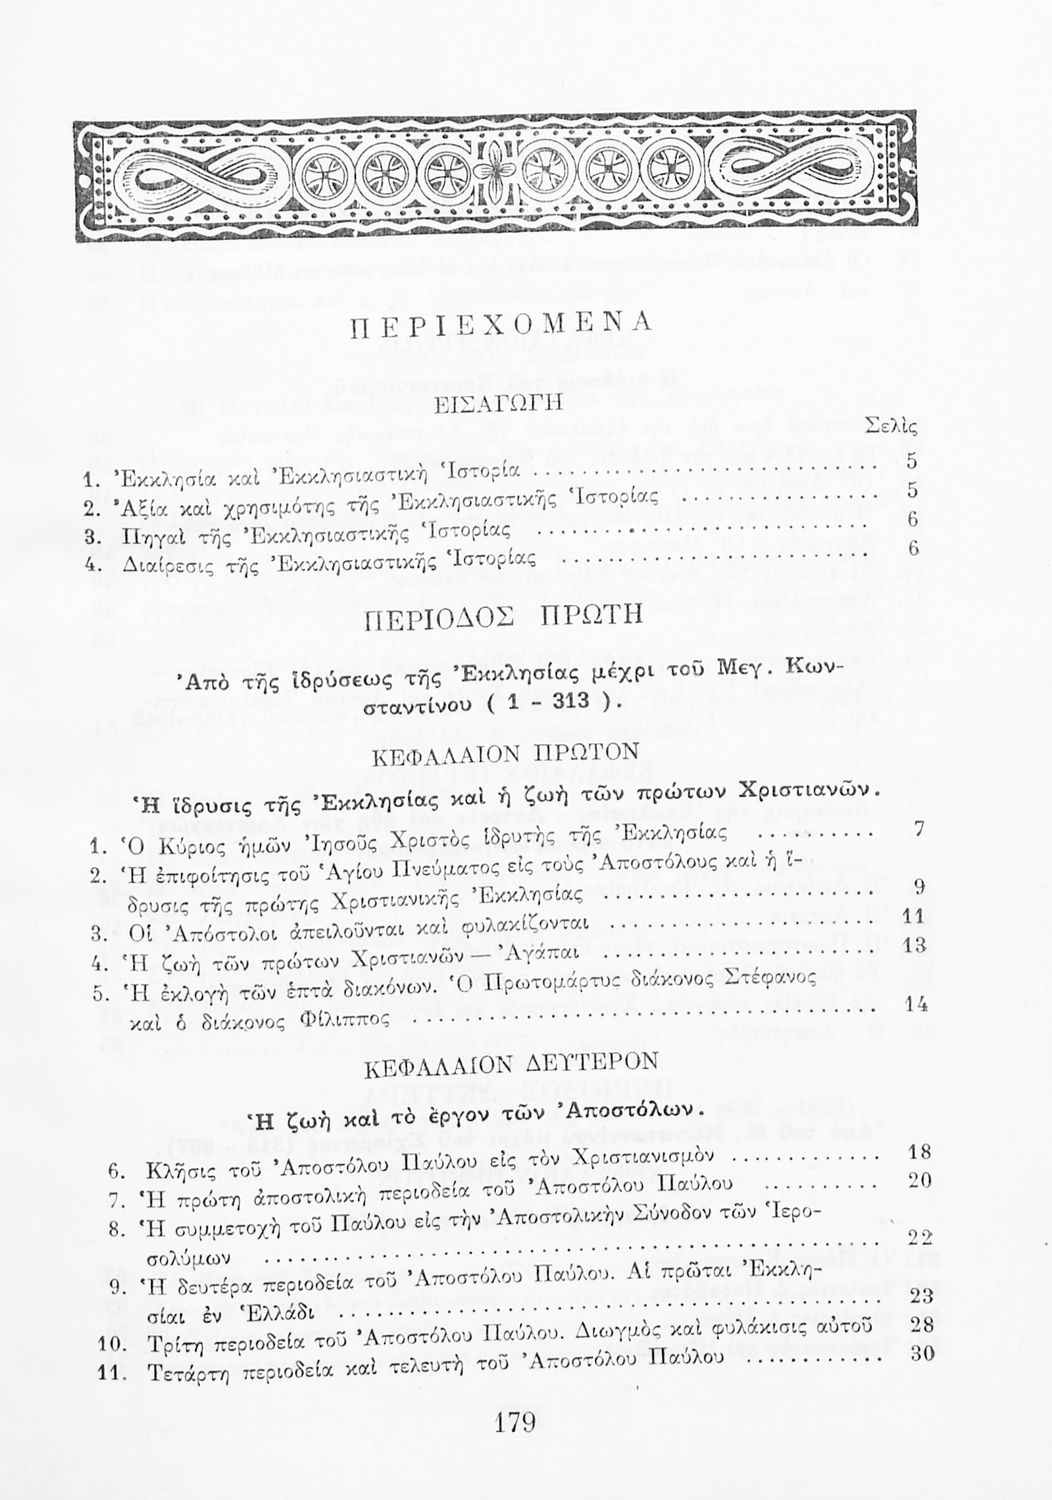 ΠΕΡΙΕΧΟΜΕΝΑ
ΕΙΣΑΓΩΓΗ
Σελὶς
1. Ἐκκλησία καὶ Ἐκκλησιαστικὴ Ἱστορία .............................. 5
2. Ἀξία καὶ χρησιμότης τῆς Ἐκκλησιαστικῆς Ἱστορίας ................. 5
3. Πηγαὶ τῆς Ἐκκλησιαστικῆς Ἱστορίας .............................. 6
4. Διαίρεσις τῆς Ἐκκλησιαστικῆς Ἱστορίας ........................... 6
ΠΕΡΙΟΔΟΣ ΠΡΩΤΗ
Ἀπὸ τῆς ἱδρύσεως τῆς Ἐκκλησίας μέχρι τοῦ Μεγ. Κων-
σταντίνου ( 1 - 313 ).
ΚΕΦΑΛΑΙΟΝ ΠΡΩΤΟΝ
Ἡ ἵδρυσις τῆς Ἐκκλησίας καὶ ἡ ζωὴ τῶν πρώτων Χριστιανῶν.
1. Ὁ Κύριος ἡμῶν Ἰησοῦς Χριστὸς ἱδρυτὴς τῆς Ἐκκλησίας .......... 7
2. Ἡ ἐπιφοίτησις τοῦ Ἁγίου Πνεύματος εἰς τοὺς Ἀποστόλους καὶ ἡ ἵ-
δρυσις τῆς πρώτης Χριστιανικῆς Ἐκκλησίας ........................ 9
3. Οἱ Ἀπόστολοι ἀπειλοῦνται καὶ φυλακίζονται ....................... 11
4. Ἡ ζωὴ τῶν πρώτων Χριστιανῶν — Ἀγάπαι ........................ 13
5. Ἡ ἐκλογὴ τῶν ἑπτὰ διακόνων. Ὁ Πρωτομάρτυς διάκονος Στέφανος
καὶ ὁ διάκονος Φίλιππος ........................................ 14
ΚΕΦΑΛΑΙΟΝ ΔΕΥΤΕΡΟΝ
Ἡ ζωὴ καὶ τὸ ἔργον τῶν Ἀποστόλων.
6. Κλῆσις τοῦ Ἀποστόλου Παύλου εἰς τὸν Χριστιανισμὸν ............. 18
7. Ἡ πρώτη ἀποστολικὴ περιοδεία τοῦ Ἀποστόλου Παύλου .......... 20
8. Ἡ συμμετοχὴ τοῦ Παύλου εἰς τὴν Ἀποστολικὴν Σύνοδον τῶν Ἱερο-
σολύμων ..................................................... 22
9. Ἡ δευτέρα περιοδεία τοῦ Ἀποστόλου Παύλου. Αἱ πρῶται Ἐκκλη-
σίαι ἐν Ἑλλάδι ............................................... 23
10. Τρίτη περιοδεία τοῦ Ἀποστόλου Παύλου. Διωγμὸς καὶ φυλάκισις αὐτοῦ 28
11. Τετάρτη περιοδεία καὶ τελευτὴ τοῦ Ἀποστόλου Παύλου ............ 30
179